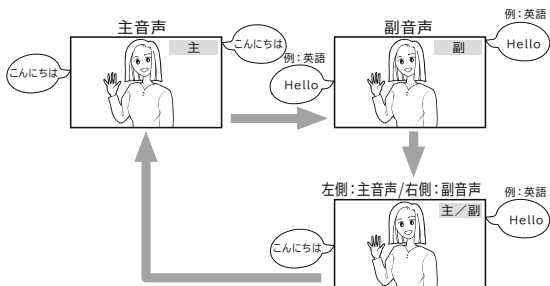 主音声
主
こんにちは
こんにちは
副音声
例：英語
Hello
副
例：英語
Hello
左側：主音声/右側：副音声
主／副
こんにちは
例：英語
Hello